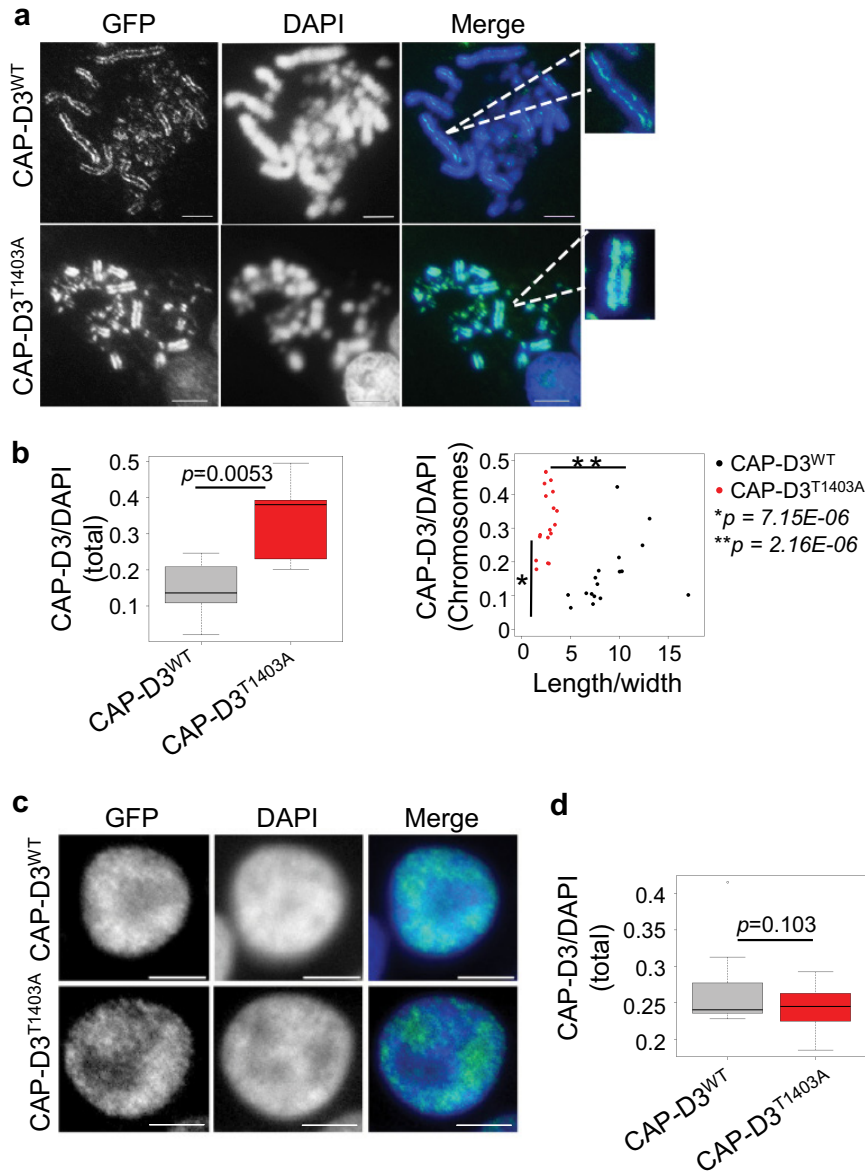 a
GFP DAPI Merge
CAP-D3WT
CAP-D3T1403A
b
CAP-D3/DAPI
(total)
0.5
0.4
0.3
0.2
0.1
p=0.0053
CAP-D3WT
CAP-D3T1403A
CAP-D3/DAPI
(Chromosomes)
0.5
0.4
0.3
0.2
0.1
0
**
*
0 5 10 15
Length/width
CAP-D3WT
CAP-D3T1403A
*p = 7.15E-06
**p = 2.16E-06
c
GFP DAPI Merge
CAP-D3WT
CAP-D3T1403A
d
CAP-D3/DAPI
(total)
0.4
0.35
0.3
0.25
0.2
p=0.103
CAP-D3WT
CAP-D3T1403A